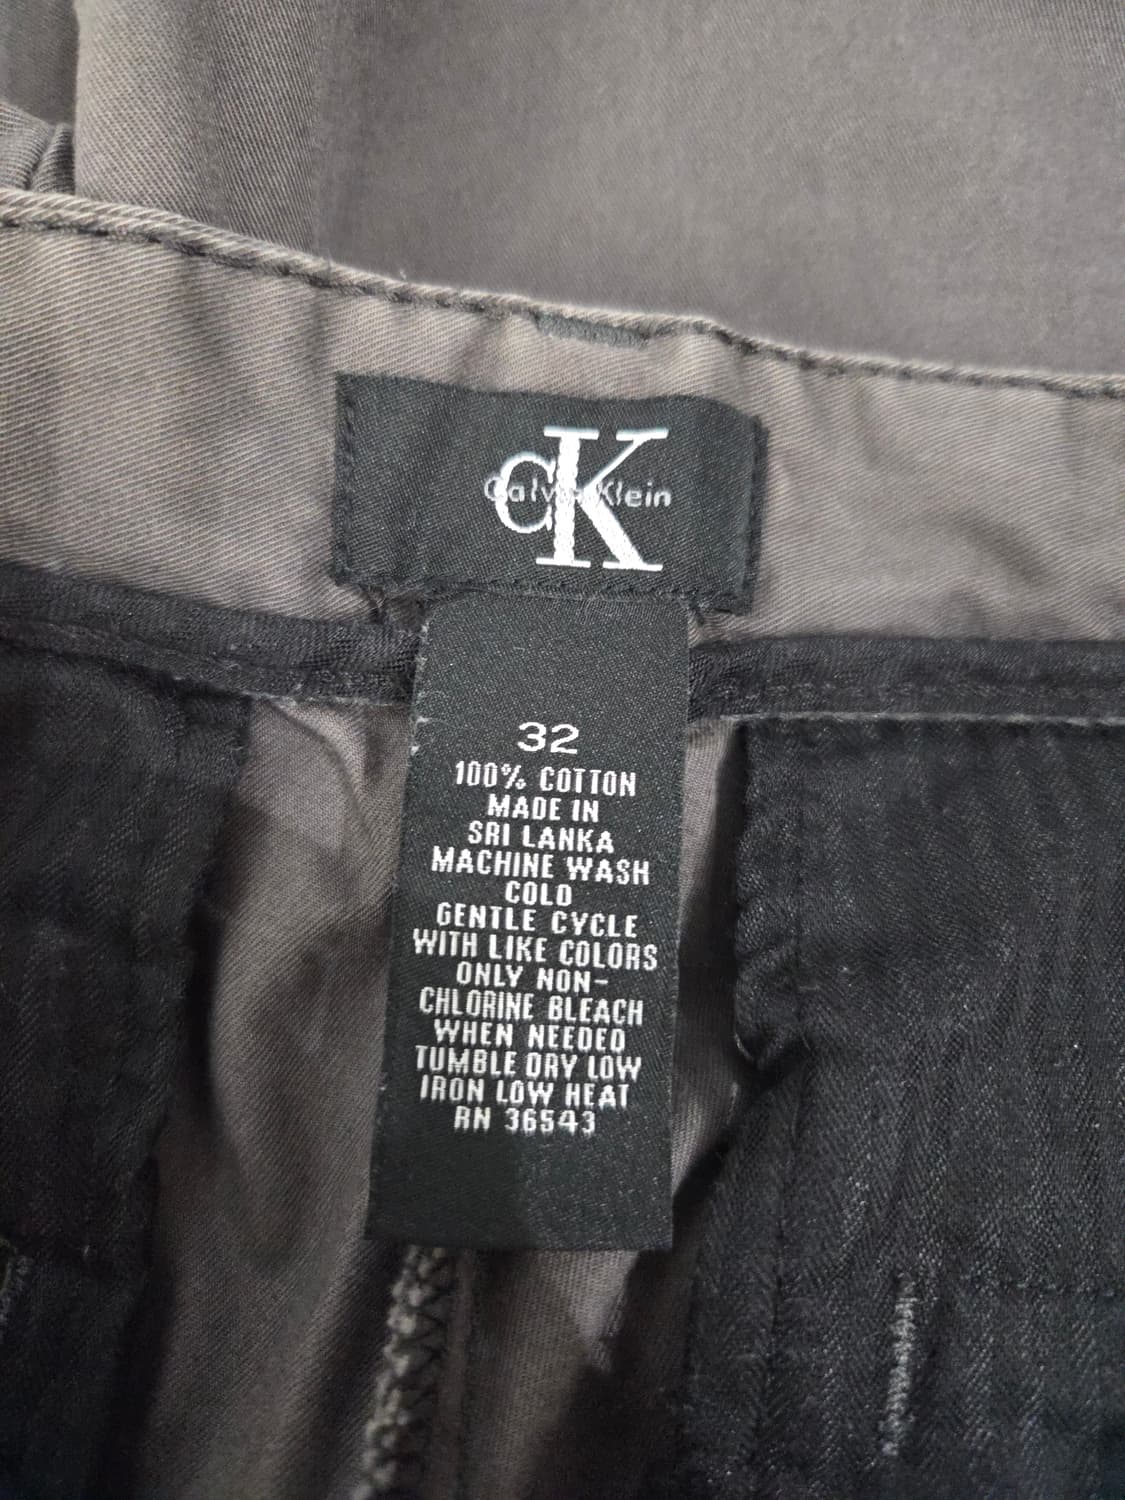 cK
Calvin Klein
32
100% COTTON
MADE IN
SRI LANKA
MACHINE WASH
COLD
GENTLE CYCLE
WITH LIKE COLORS
ONLY NON-
CHLORINE BLEACH
WHEN NEEDED
TUMBLE DRY LOW
IRON LOW HEAT
RN 36543